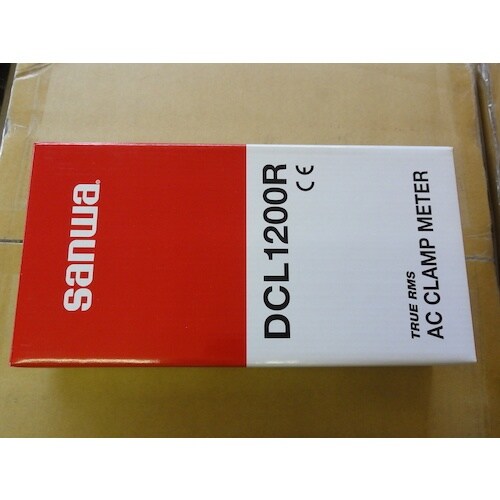 sanwa®
DCL1200R
CE
TRUE RMS
AC CLAMP METER